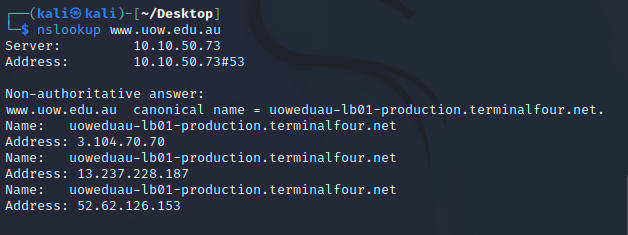 ┌──(kali㉿kali)-[~/Desktop]
└─$ nslookup www.uow.edu.au
Server:         10.10.50.73
Address:        10.10.50.73#53

Non-authoritative answer:
www.uow.edu.au  canonical name = uoweduau-lb01-production.terminalfour.net.
Name:   uoweduau-lb01-production.terminalfour.net
Address: 3.104.70.70
Name:   uoweduau-lb01-production.terminalfour.net
Address: 13.237.228.187
Name:   uoweduau-lb01-production.terminalfour.net
Address: 52.62.126.153